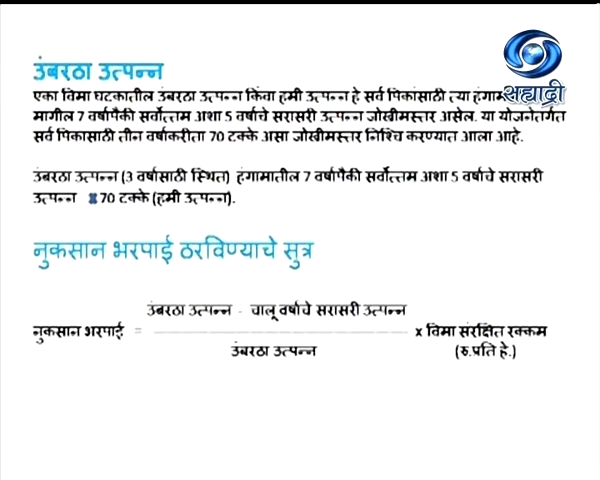 सह्याद्री
उंबरठा उत्पन्न
एका विमा घटकातील उंबरठा उत्पन्न किंवा हमी उत्पन्न हे सर्व पिकांसाठी त्या
मागील 7 वर्षापैकी सर्वोत्तम अशा 5 वर्षाचे सरासरी उत्पन्न जोखीमस्तर असेल. या योजनेतंर्गत
सर्व पिकासाठी तीन वर्षाकरीता 70 टक्के असा जोखीमस्तर निश्चि करण्यात आला आहे.
उंबरठा उत्पन्न (3 वर्षासाठी स्थित) हंगामातील 7 वर्षापैकी सर्वोत्तम अशा 5 वर्षाचे सरासरी
उत्पन्न x 70 टक्के (हमी उत्पन्न).
नुकसान भरपाई ठरविण्याचे सुत्र
उंबरठा उत्पन्न - चालू वर्षाचे सरासरी उत्पन्न
नुकसान भरपाई = x विमा संरक्षित रक्कम
उंबरठा उत्पन्न (रु.प्रति हे.)